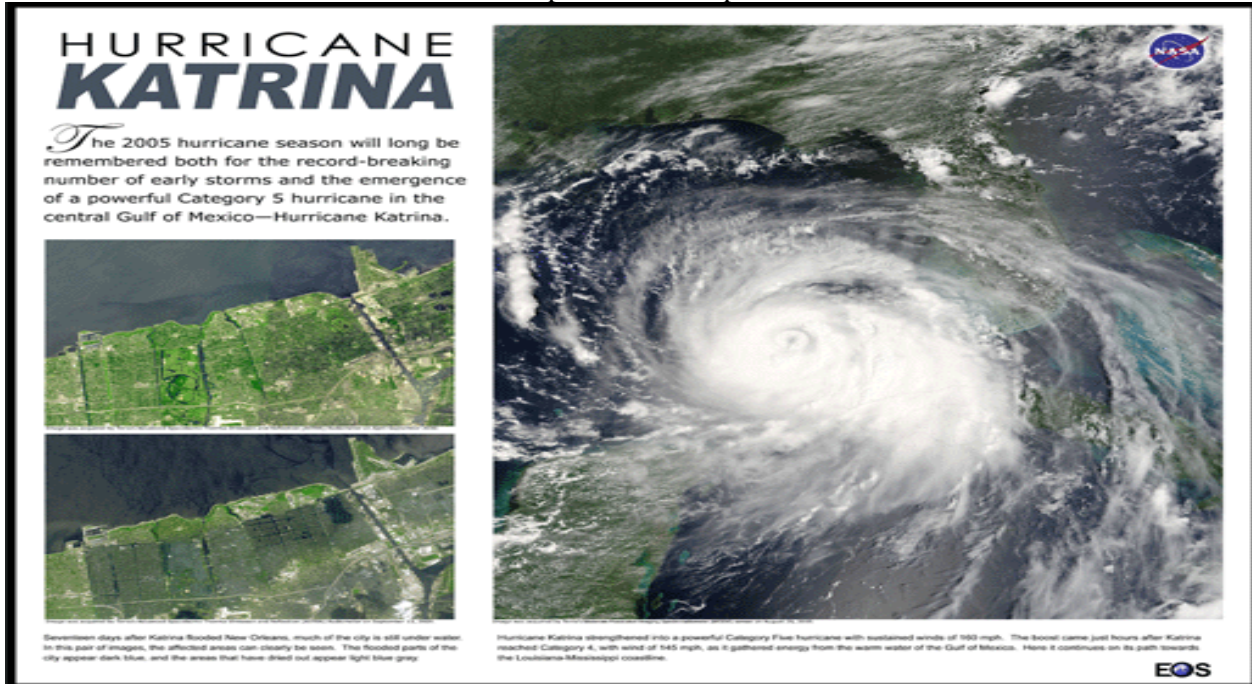 HURRICANE
KATRINA
The 2005 hurricane season will long be
remembered both for the record-breaking
number of early storms and the emergence
of a powerful Category 5 hurricane in the
central Gulf of Mexico—Hurricane Katrina.
Seventeen days after Katrina flooded New Orleans, much of the city is still under water.
In this pair of images, the affected areas can clearly be seen. The flooded parts of the
city appear dark blue, and the areas that have dried out appear light blue gray.
NASA
Hurricane Katrina strengthened into a powerful Category Five hurricane with sustained winds of 160 mph. The boost came just hours after Katrina
reached Category 4, with wind of 145 mph, as it gathered energy from the warm water of the Gulf of Mexico. Here it continues on its path towards
the Louisiana-Mississippi coastline.
EOS